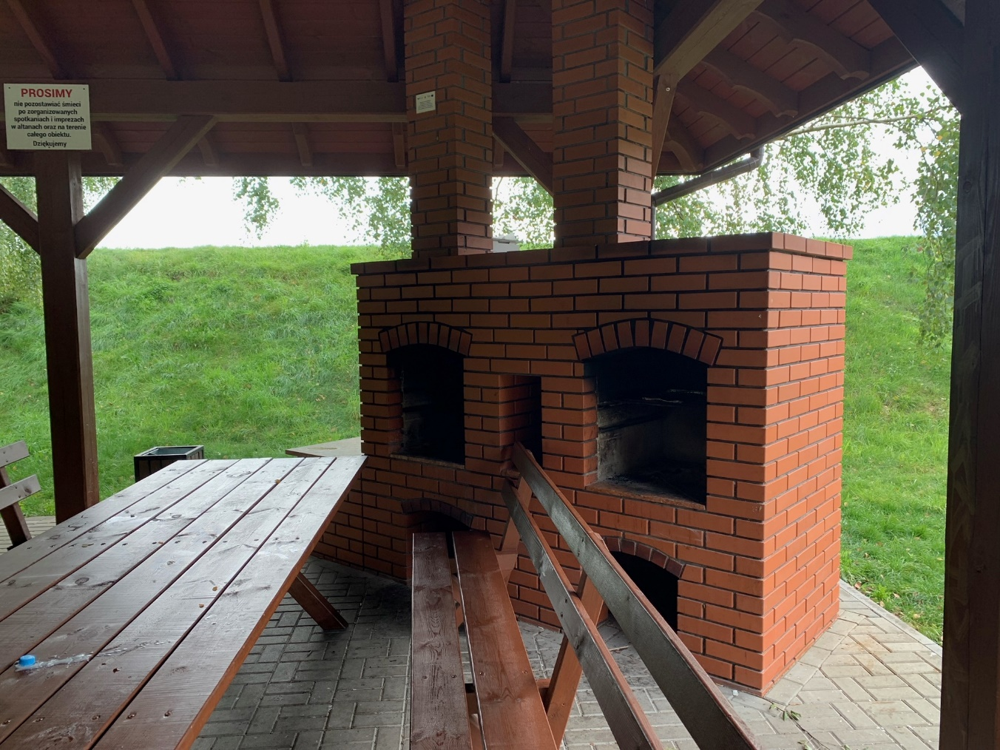 PROSIMY
nie pozostawiać śmieci
po zorganizowanych
spotkaniach i imprezach
w altanach oraz na terenie
całego obiektu.
Dziękujemy